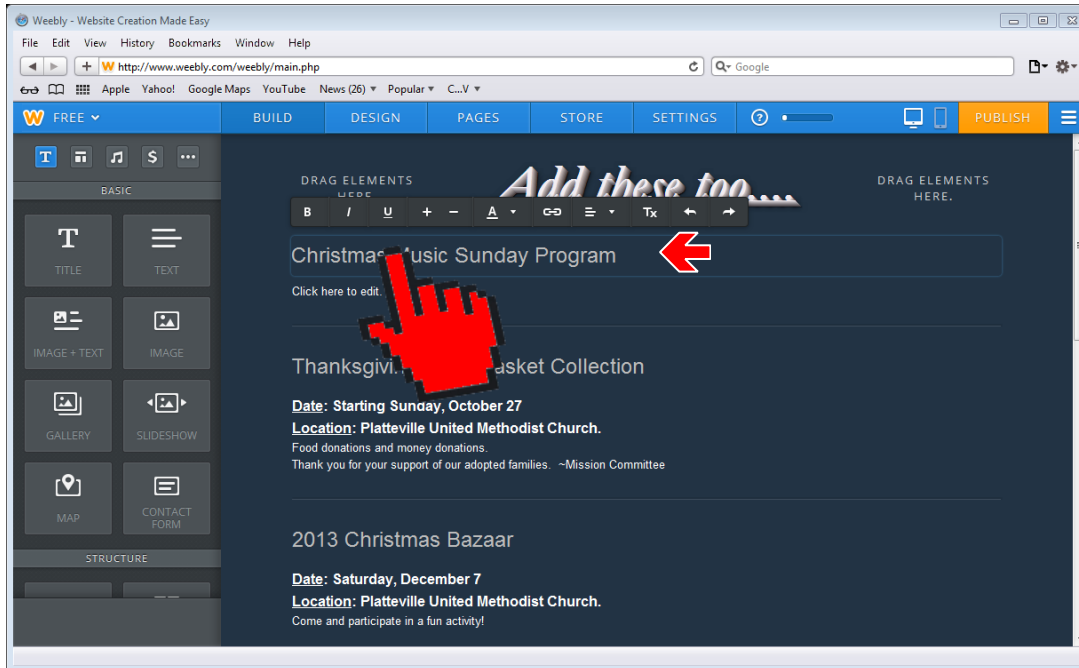 Weebly - Website Creation Made Easy
File Edit View History Bookmarks Window Help
http://www.weebly.com/weebly/main.php
Google
Apple Yahoo! Google Maps YouTube News (26) ▾ Popular ▾ C...V ▾
FREE
BUILD DESIGN PAGES STORE SETTINGS ? PUBLISH
BASIC
TITLE TEXT
IMAGE + TEXT IMAGE
GALLERY SLIDESHOW
MAP CONTACT FORM
STRUCTURE
DRAG ELEMENTS
HERE
Add these too....
DRAG ELEMENTS
HERE.
B I U + − A Tx
Christmas Music Sunday Program
Click here to edit.
Basket Collection
Date: Starting Sunday, October 27
Location: Platteville United Methodist Church.
Food donations and money donations.
Thank you for your support of our adopted families. ~Mission Committee
2013 Christmas Bazaar
Date: Saturday, December 7
Location: Platteville United Methodist Church.
Come and participate in a fun activity!